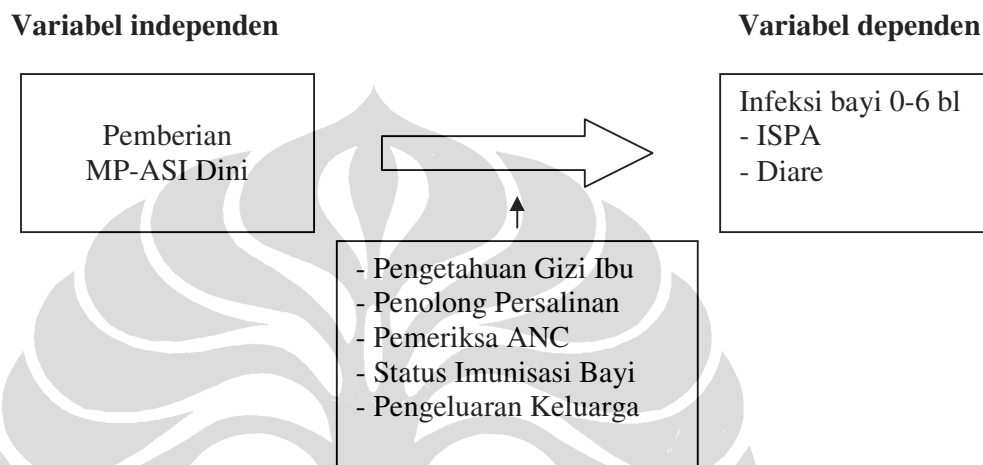 Variabel independen
Variabel dependen
Pemberian
MP-ASI Dini
Infeksi bayi 0-6 bl
- ISPA
- Diare
- Pengetahuan Gizi Ibu
- Penolong Persalinan
- Pemeriksa ANC
- Status Imunisasi Bayi
- Pengeluaran Keluarga